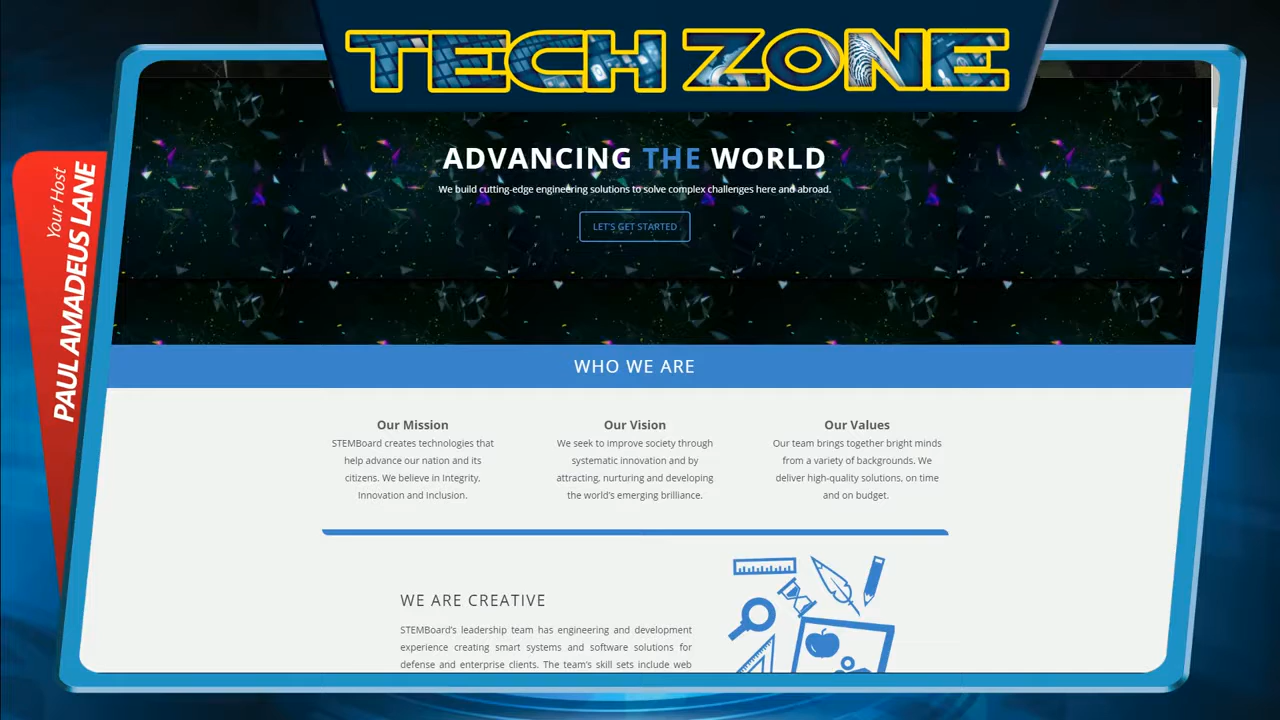 TECH ZONE
Your Host
PAUL AMADEUS LANE
ADVANCING THE WORLD
We build cutting-edge engineering solutions to solve complex challenges here and abroad.
LET'S GET STARTED
WHO WE ARE
Our Mission
STEMBoard creates technologies that
help advance our nation and its
citizens. We believe in Integrity,
Innovation and Inclusion.
Our Vision
We seek to improve society through
systematic innovation and by
attracting, nurturing and developing
the world's emerging brilliance.
Our Values
Our team brings together bright minds
from a variety of backgrounds. We
deliver high-quality solutions, on time
and on budget.
WE ARE CREATIVE
STEMBoard's leadership team has engineering and development
experience creating smart systems and software solutions for
defense and enterprise clients. The team's skill sets include web